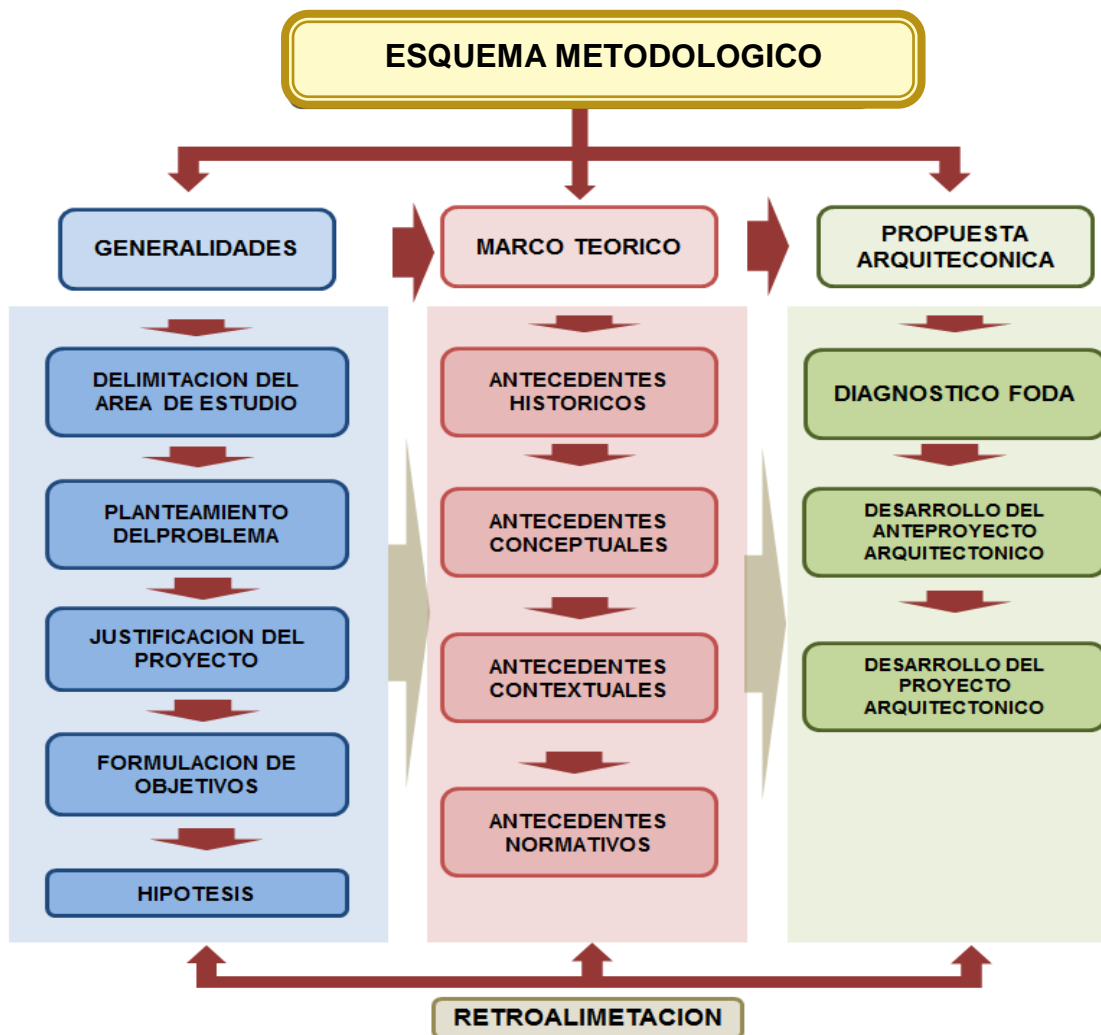 ESQUEMA METODOLOGICO
GENERALIDADES
MARCO TEORICO
PROPUESTA
ARQUITECONICA
DELIMITACION DEL
AREA DE ESTUDIO
PLANTEAMIENTO
DELPROBLEMA
JUSTIFICACION DEL
PROYECTO
FORMULACION DE
OBJETIVOS
HIPOTESIS
ANTECEDENTES
HISTORICOS
ANTECEDENTES
CONCEPTUALES
ANTECEDENTES
CONTEXTUALES
ANTECEDENTES
NORMATIVOS
DIAGNOSTICO FODA
DESARROLLO DEL
ANTEPROYECTO
ARQUITECTONICO
DESARROLLO DEL
PROYECTO
ARQUITECTONICO
RETROALIMETACION